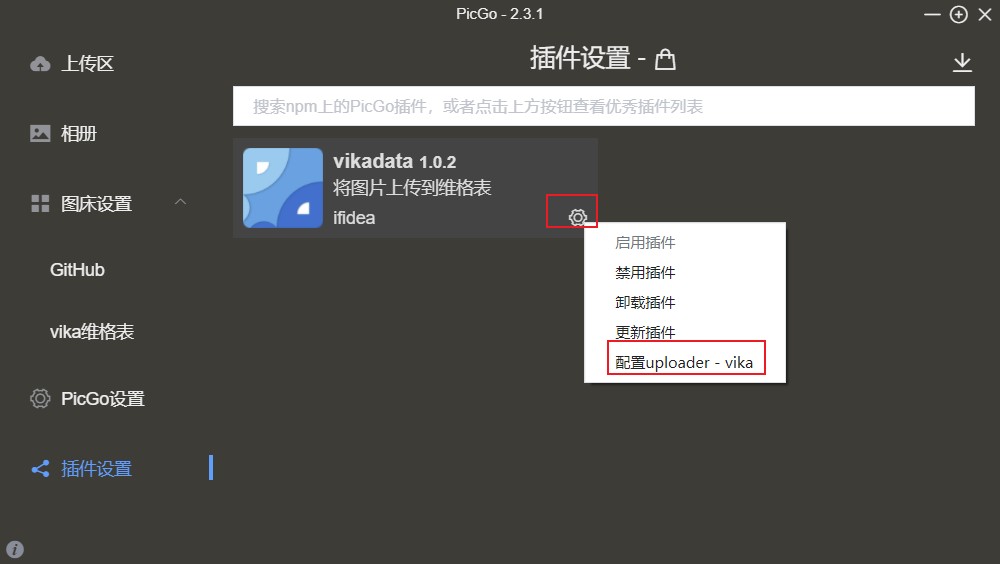 PicGo - 2.3.1
上传区
相册
图床设置
GitHub
vika维格表
PicGo设置
插件设置
插件设置 -
搜索npm上的PicGo插件，或者点击上方按钮查看优秀插件列表
vikadata 1.0.2
将图片上传到维格表
ifidea
启用插件
禁用插件
卸载插件
更新插件
配置uploader - vika